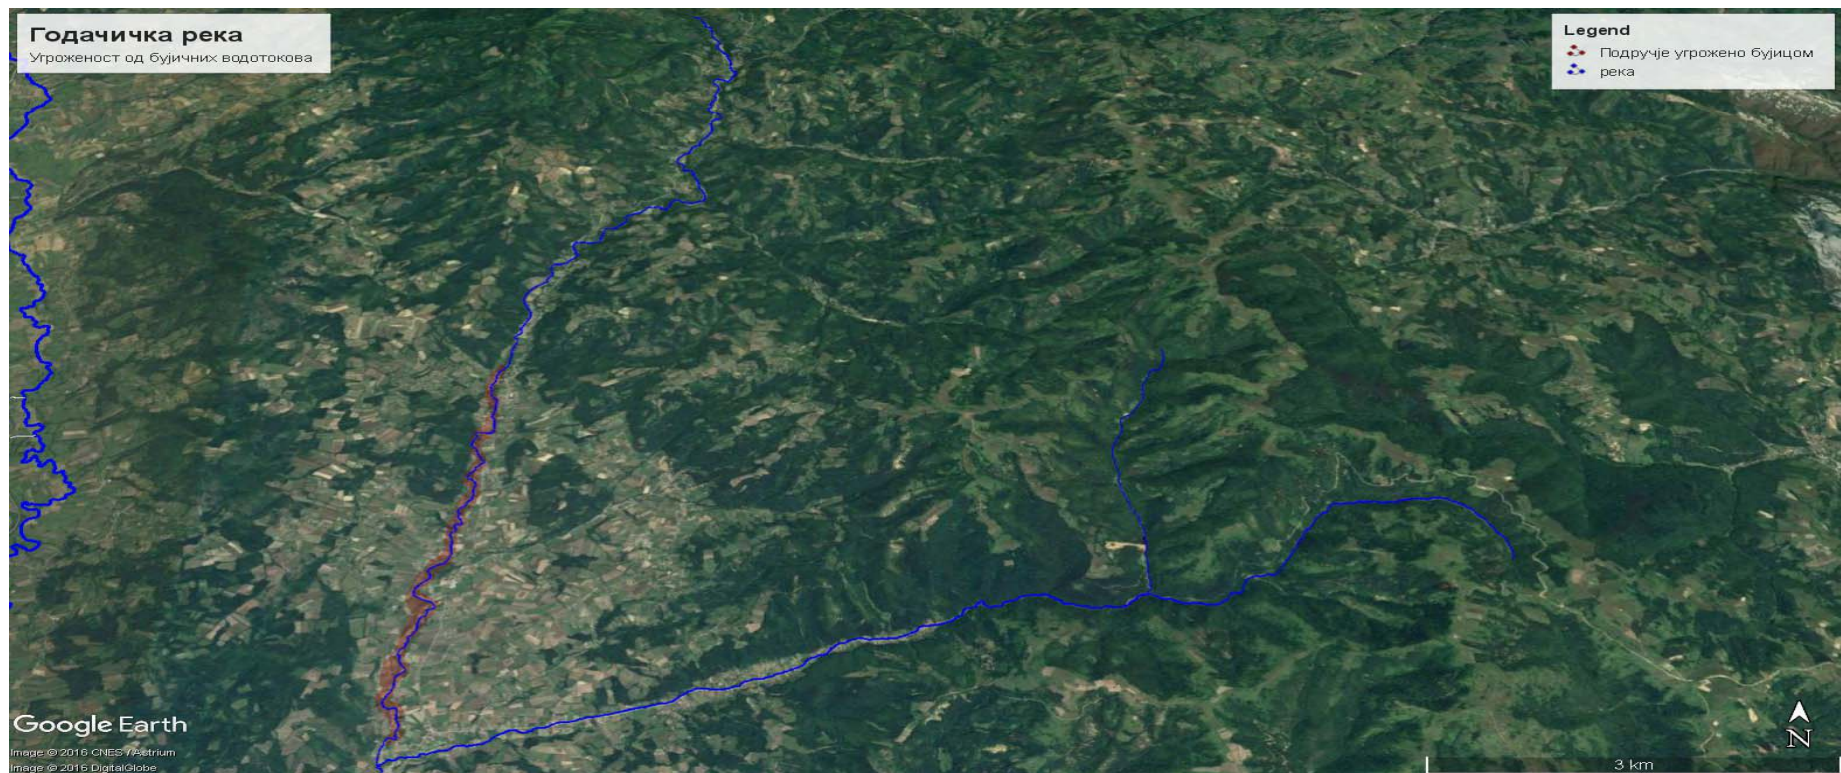 Годачичка река
Угроженост од бујичних водотокова
Legend
Подручје угрожено бујицом
река
Google Earth
Image © 2016 CNES / Astrium
Image © 2016 DigitalGlobe
N
3 km